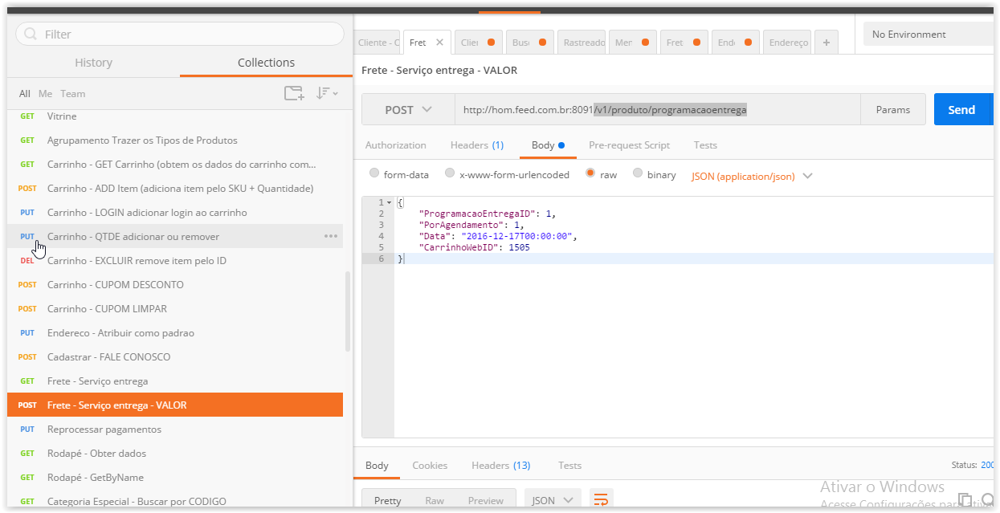 Filter
History
Collections
All Me Team
GET Vitrine
GET Agrupamento Trazer os Tipos de Produtos
GET Carrinho - GET Carrinho (obtem os dados do carrinho com...
POST Carrinho - ADD Item (adiciona item pelo SKU + Quantidade)
PUT Carrinho - LOGIN adicionar login ao carrinho
PUT Carrinho - QTDE adicionar ou remover
DEL Carrinho - EXCLUIR remove item pelo ID
POST Carrinho - CUPOM DESCONTO
POST Carrinho - CUPOM LIMPAR
PUT Endereco - Atribuir como padrao
POST Cadastrar - FALE CONOSCO
GET Frete - Serviço entrega
POST Frete - Serviço entrega - VALOR
PUT Reprocessar pagamentos
GET Rodapé - Obter dados
GET Rodapé - GetByName
GET Categoria Especial - Buscar por CODIGO
Cliente - C Fret Clie Bus Rastreado Mer Fret End Endereço +
No Environment
Frete - Serviço entrega - VALOR
POST http://hom.feed.com.br:8091/v1/produto/programacaoentrega Params Send
Authorization Headers (1) Body Pre-request Script Tests
form-data x-www-form-urlencoded raw binary JSON (application/json)
1 {
2 "ProgramacaoEntregaID": 1,
3 "PorAgendamento": 1,
4 "Data": "2016-12-17T00:00:00",
5 "CarrinhoWebID": 1505
6 }
Body Cookies Headers (13) Tests
Status: 200
Pretty Raw Preview JSON
Ativar o Windows
Acesse Configurações para ative